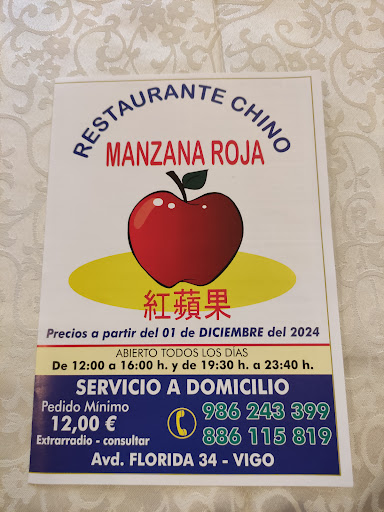 RESTAURANTE CHINO
MANZANA ROJA
紅蘋果
Precios a partir del 01 de DICIEMBRE del 2024
ABIERTO TODOS LOS DÍAS
De 12:00 a 16:00 h. y de 19:30 h. a 23:40 h.
SERVICIO A DOMICILIO
Pedido Mínimo
12,00 €
Extrarradio - consultar
986 243 399
886 115 819
Avd. FLORIDA 34 - VIGO